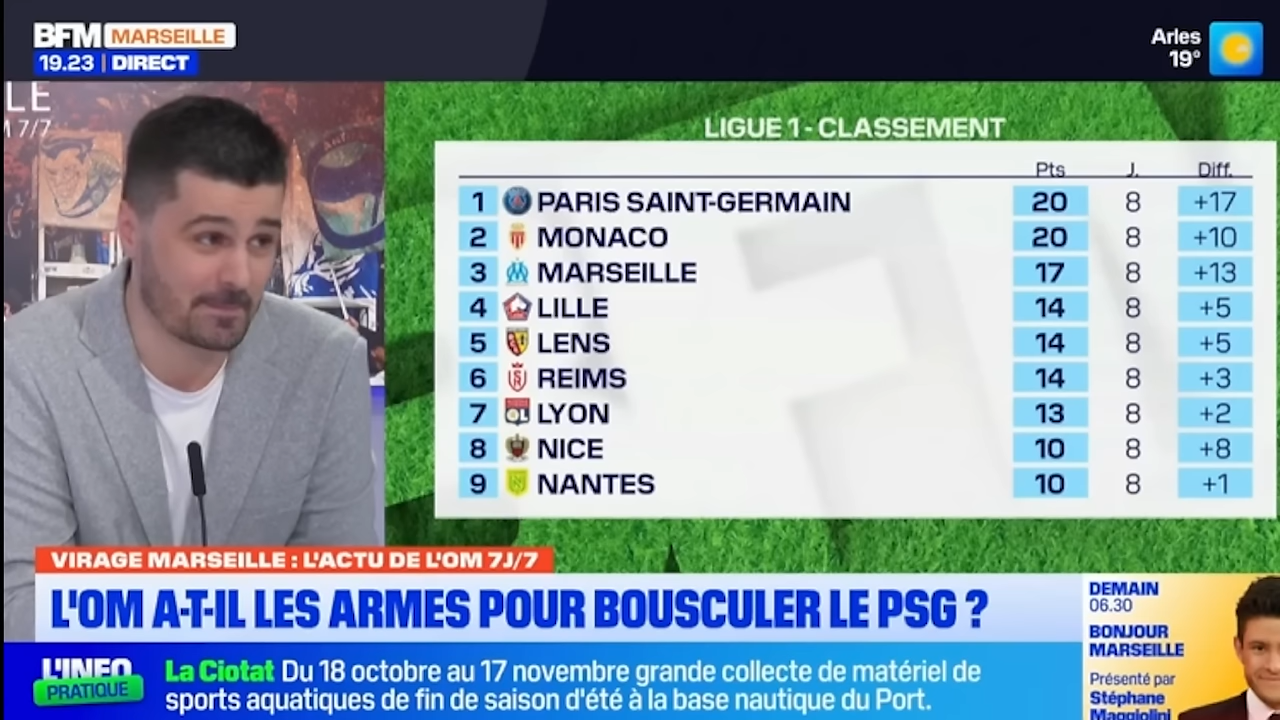 BFM MARSEILLE
19.23 | DIRECT
Arles
19°
LE
M 7/7
LIGUE 1 - CLASSEMENT
Pts J. Diff.
1 PARIS SAINT-GERMAIN 20 8 +17
2 MONACO 20 8 +10
3 MARSEILLE 17 8 +13
4 LILLE 14 8 +5
5 LENS 14 8 +5
6 REIMS 14 8 +3
7 LYON 13 8 +2
8 NICE 10 8 +8
9 NANTES 10 8 +1
VIRAGE MARSEILLE : L'ACTU DE L'OM 7J/7
L'OM A-T-IL LES ARMES POUR BOUSCULER LE PSG ?
DEMAIN
06.30
BONJOUR
MARSEILLE
Présenté par
Stéphane
Maggiolini
L'INFO
PRATIQUE
La Ciotat Du 18 octobre au 17 novembre grande collecte de matériel de
sports aquatiques de fin de saison d'été à la base nautique du Port.